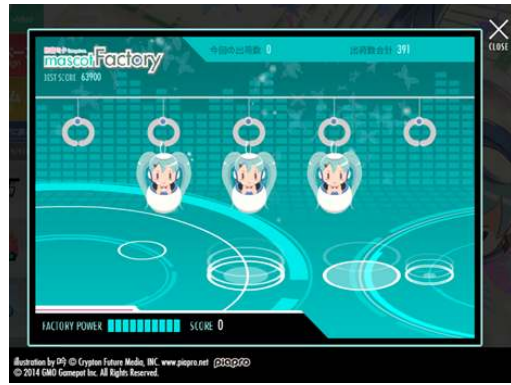 mascot Factory
今回の出荷数 0
出荷数合計 391
BEST SCORE 63900
CLOSE
FACTORY POWER
SCORE 0
illustration by © Crypton Future Media, INC. www.piapro.net piapro
© 2014 GMO Gamepot Inc. All Rights Reserved.